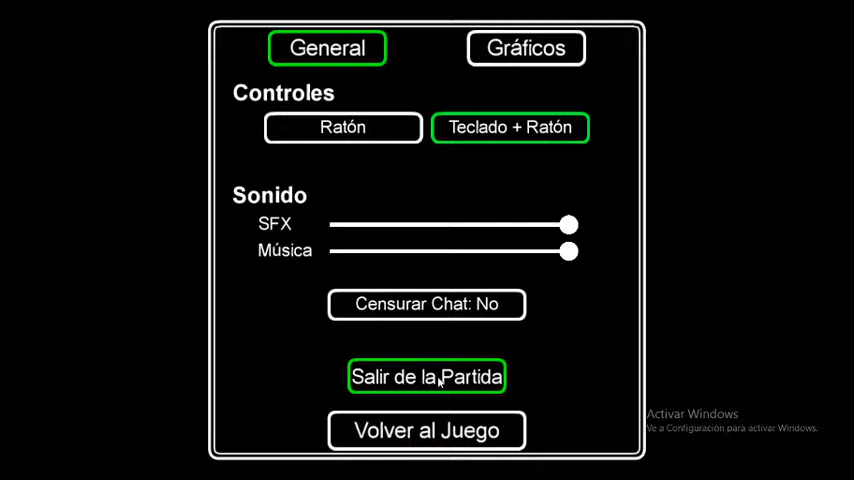 General
Gráficos
Controles
Ratón
Teclado + Ratón
Sonido
SFX
Música
Censurar Chat: No
Salir de la Partida
Volver al Juego
Activar Windows
Ve a Configuración para activar Windows.